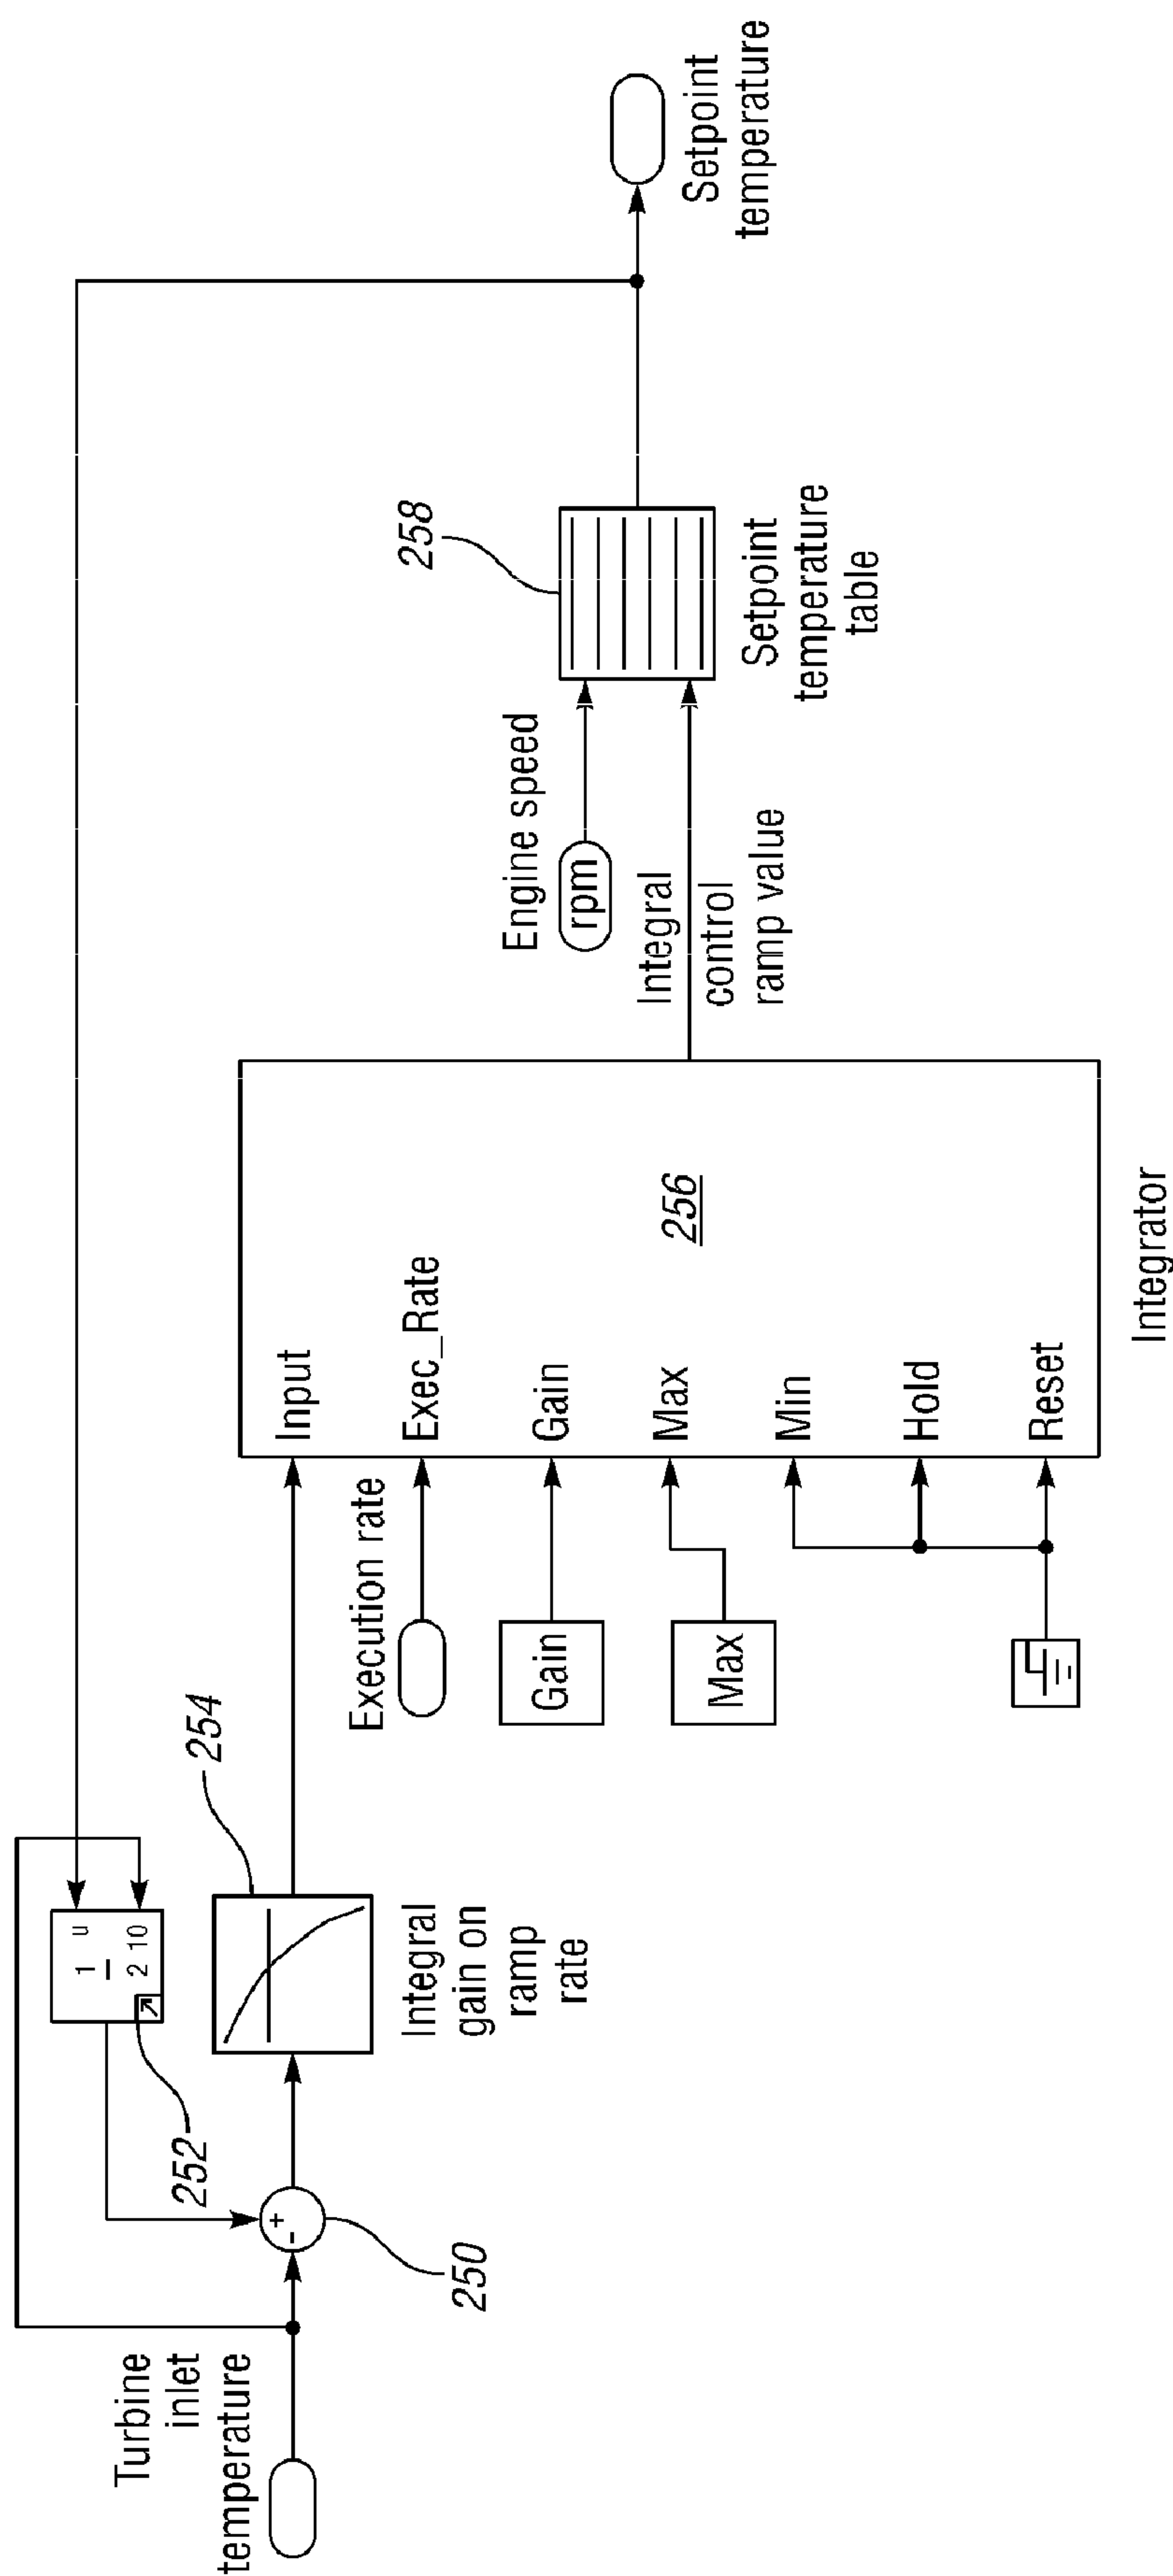 Turbine
inlet
temperature
250
+
-
252
1 u
2 10
254
Integral
gain on
ramp
rate
Execution rate
Gain
Max
Input
Exec_Rate
Gain
Max
Min
Hold
Reset
256
Integrator
Engine speed
rpm
Integral
control
ramp value
258
Setpoint
temperature
table
Setpoint
temperature